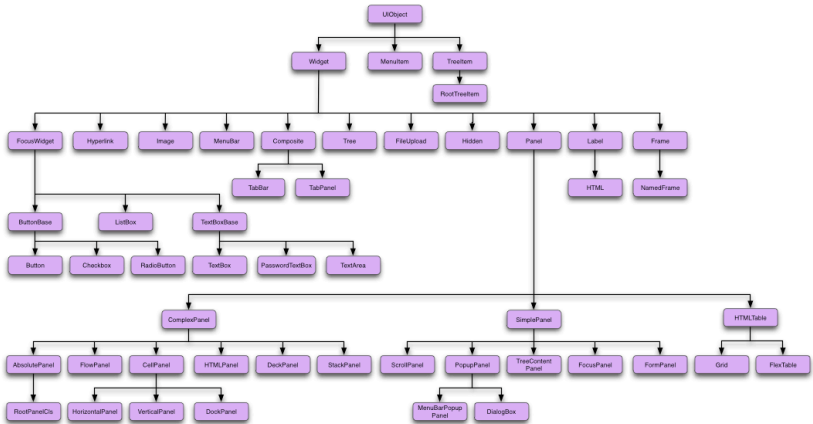 UIObject
Widget
MenuItem
TreeItem
RootTreeItem
FocusWidget
Hyperlink
Image
MenuBar
Composite
Tree
FileUpload
Hidden
Panel
Label
Frame
TabBar
TabPanel
HTML
NamedFrame
ButtonBase
ListBox
TextBoxBase
Button
Checkbox
RadioButton
TextBox
PasswordTextBox
TextArea
ComplexPanel
SimplePanel
HTMLTable
AbsolutePanel
FlowPanel
CellPanel
HTMLPanel
DeckPanel
StackPanel
ScrollPanel
PopupPanel
TreeContent
Panel
FocusPanel
FormPanel
Grid
FlexTable
RootPanelCls
HorizontalPanel
VerticalPanel
DockPanel
MenuBarPopup
Panel
DialogBox